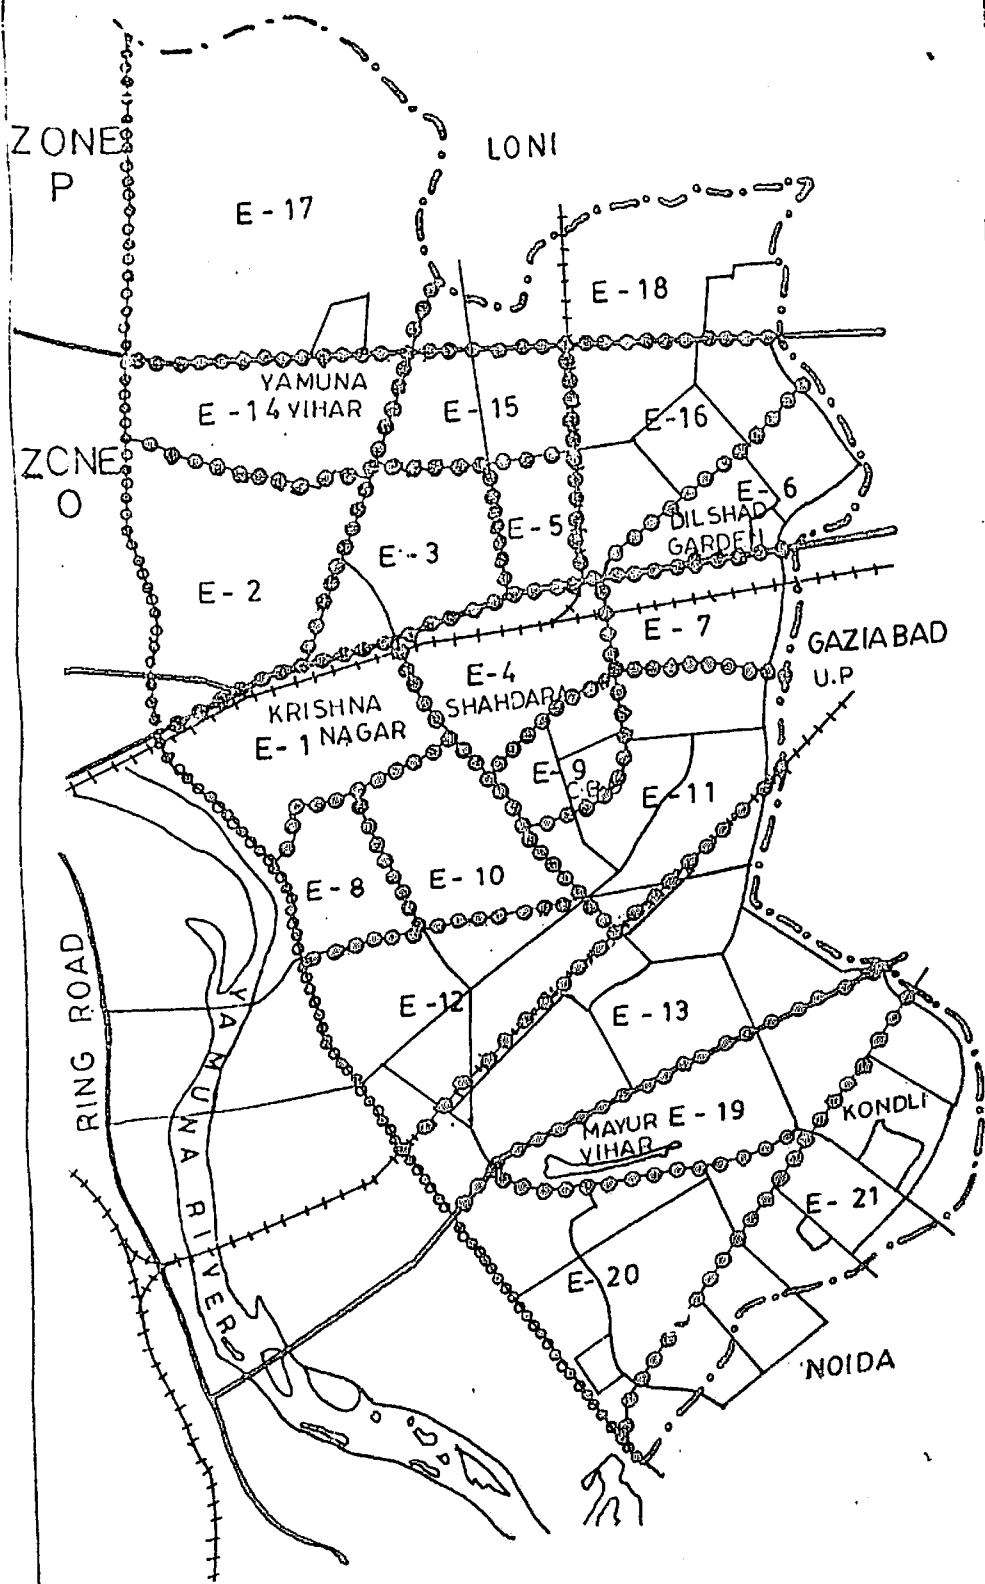 ZONE
P
LONI
E - 17
E - 18
YAMUNA
E - 14 VIHAR
E - 15
E - 16
ZONE
O
E - 6
DILSHAD
GARDEN
E - 5
E - 3
E - 2
E - 7
GAZIABAD
U.P
E - 4
SHAHDARA
KRISHNA
E - 1 NAGAR
E - 9
E - 11
E - 8
E - 10
RING ROAD
YAMUNA RIVER
E - 12
E - 13
MAYUR E - 19
VIHAR
KONDLI
E - 21
E - 20
NOIDA